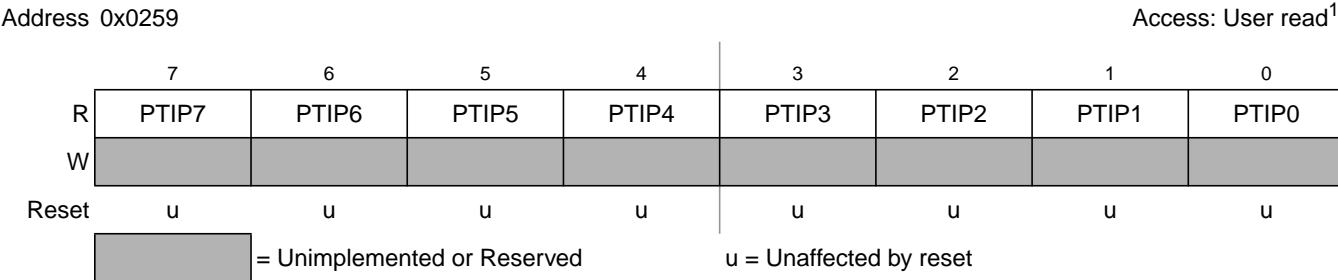 Address 0x0259 Access: User read1
7 6 5 4 3 2 1 0
R PTIP7 PTIP6 PTIP5 PTIP4 PTIP3 PTIP2 PTIP1 PTIP0
W
Reset u u u u u u u u
= Unimplemented or Reserved u = Unaffected by reset